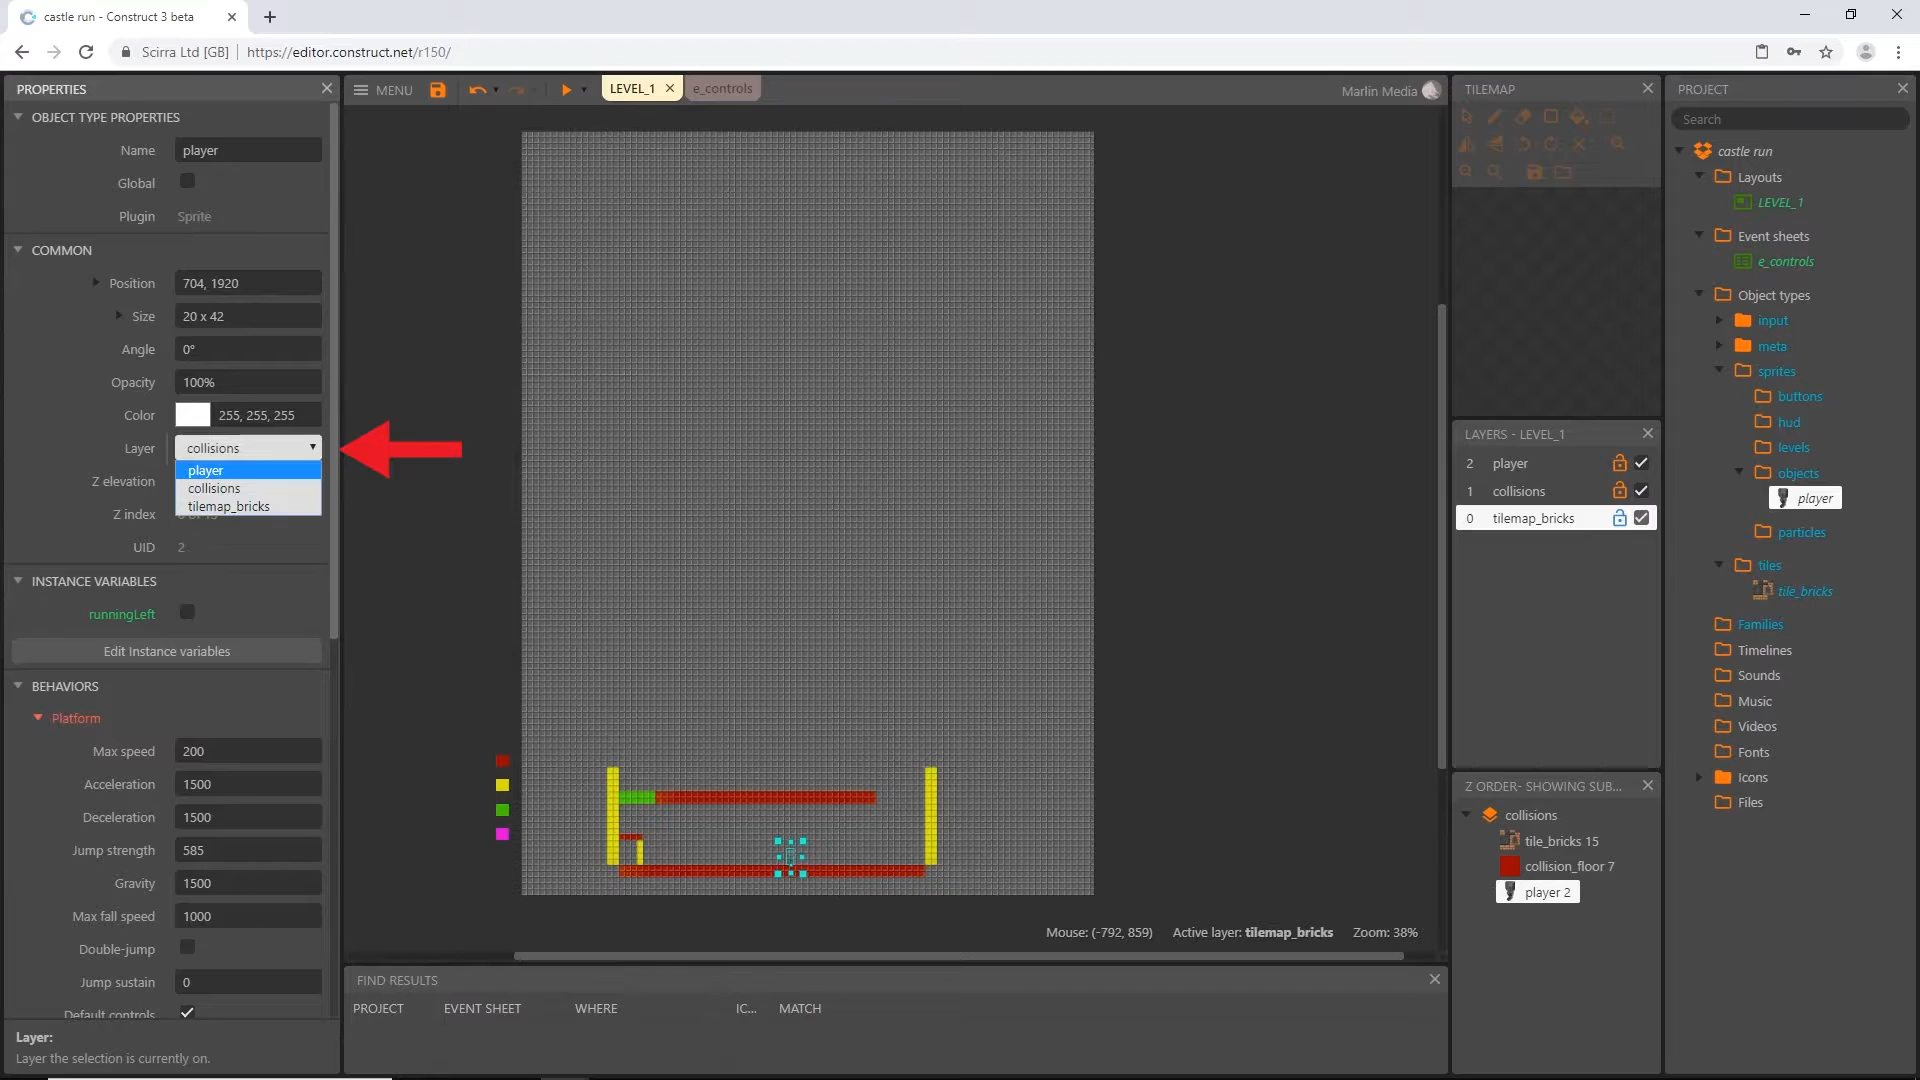 castle run - Construct 3 beta
Scirra Ltd [GB]
https://editor.construct.net/r150/
PROPERTIES
OBJECT TYPE PROPERTIES
Name player
Global
Plugin Sprite
COMMON
Position 704, 1920
Size 20 x 42
Angle 0°
Opacity 100%
Color 255, 255, 255
Layer collisions
player
collisions
tilemap_bricks
Z elevation
Z index
UID 2
INSTANCE VARIABLES
runningLeft
Edit Instance variables
BEHAVIORS
Platform
Max speed 200
Acceleration 1500
Deceleration 1500
Jump strength 585
Gravity 1500
Max fall speed 1000
Double-jump
Jump sustain 0
Default controls
Layer:
Layer the selection is currently on.
MENU
LEVEL_1
e_controls
Marlin Media
Mouse: (-792, 859) Active layer: tilemap_bricks Zoom: 38%
FIND RESULTS
PROJECT EVENT SHEET WHERE IC... MATCH
TILEMAP
LAYERS - LEVEL_1
2 player
1 collisions
0 tilemap_bricks
Z ORDER- SHOWING SUB...
collisions
tile_bricks 15
collision_floor 7
player 2
PROJECT
Search
castle run
Layouts
LEVEL_1
Event sheets
e_controls
Object types
input
meta
sprites
buttons
hud
levels
objects
player
particles
tiles
tile_bricks
Families
Timelines
Sounds
Music
Videos
Fonts
Icons
Files